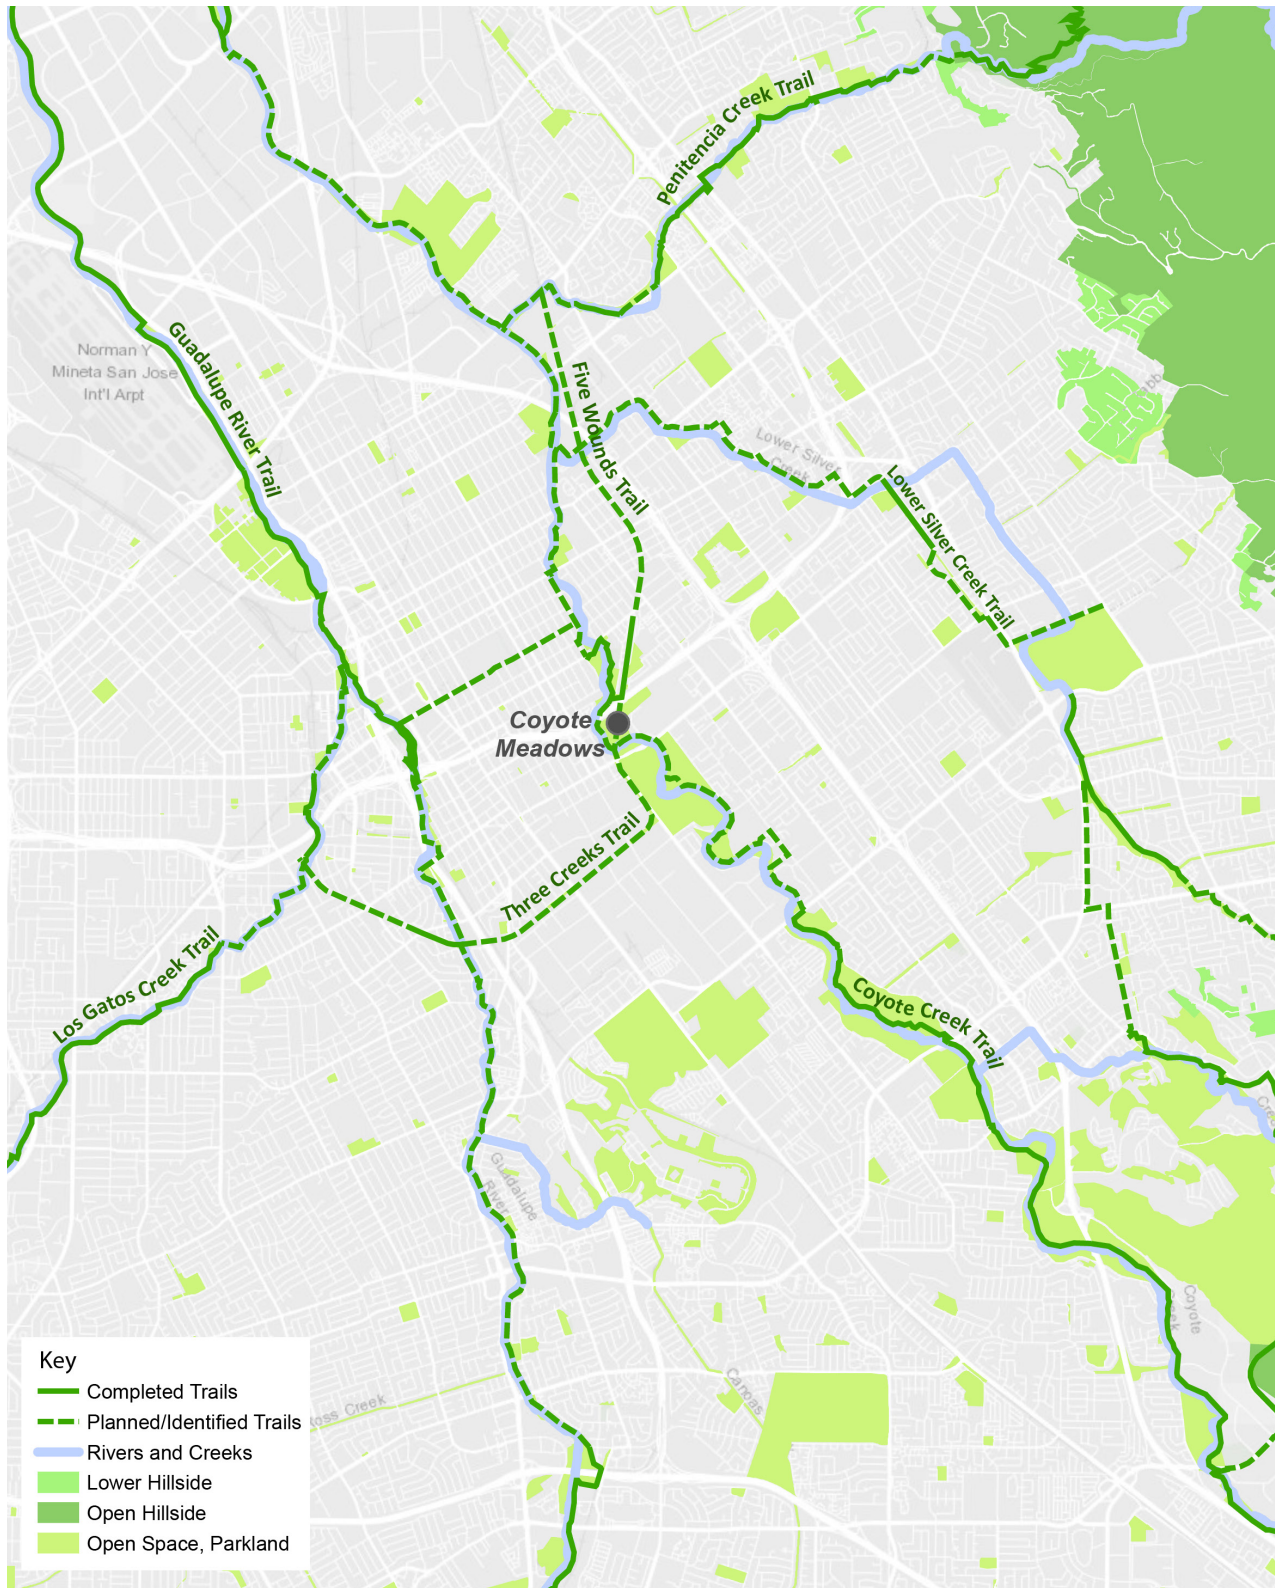 Penitencia Creek Trail
Guadalupe River Trail
Norman Y
Mineta San Jose
Int'l Arpt
Five Wounds Trail
Lower Silver
Creek
Lower Silver Creek Trail
Coyote
Meadows
Three Creeks Trail
Los Gatos Creek Trail
Coyote Creek Trail
Guadalupe
River
Coyote
Canoas
Key
Completed Trails
Planned/Identified Trails
Rivers and Creeks
Lower Hillside
Open Hillside
Open Space, Parkland